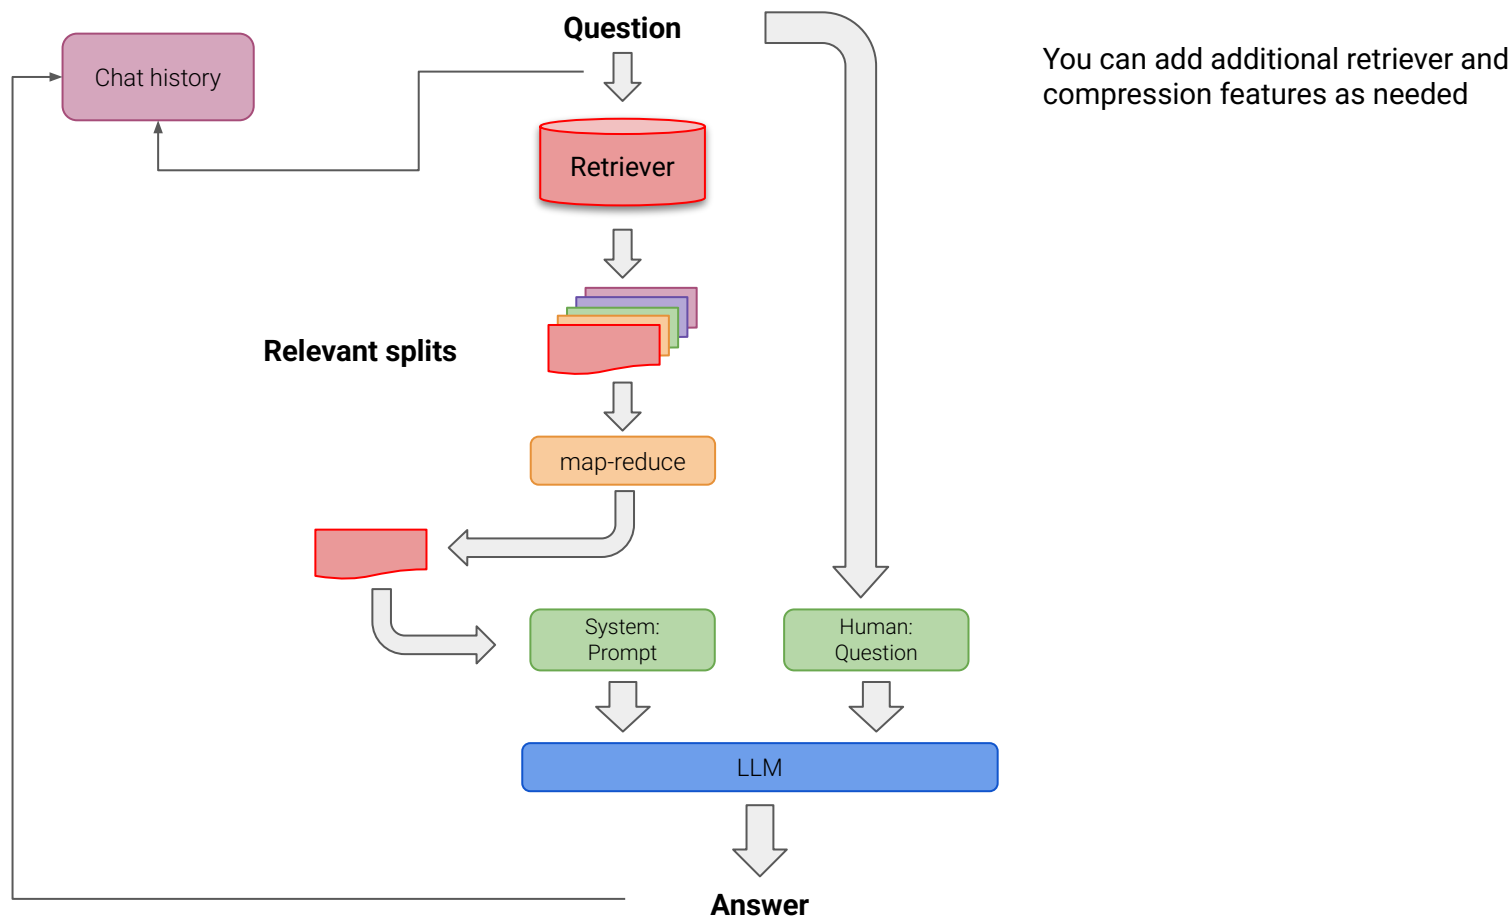 Question
Chat history
You can add additional retriever and
compression features as needed
Retriever
Relevant splits
map-reduce
System:
Prompt
Human:
Question
LLM
Answer